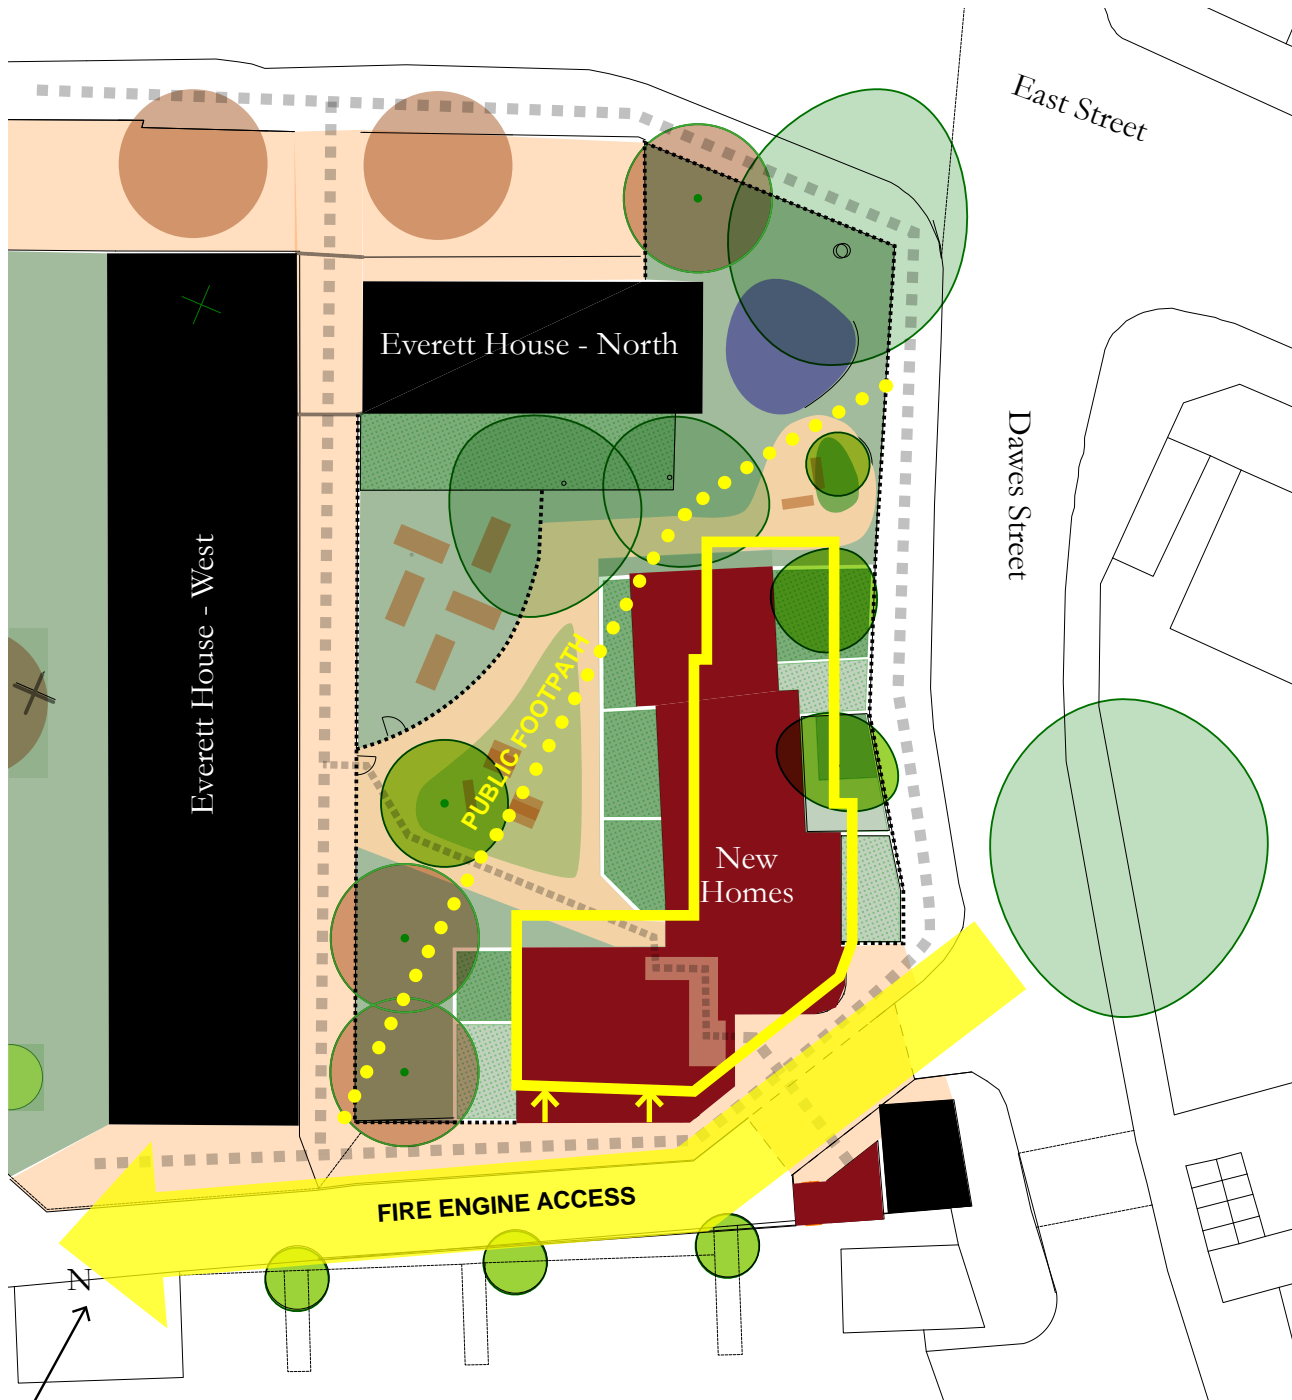 East Street
Everett House - North
Dawes Street
Everett House - West
PUBLIC FOOTPATH
New
Homes
FIRE ENGINE ACCESS
N